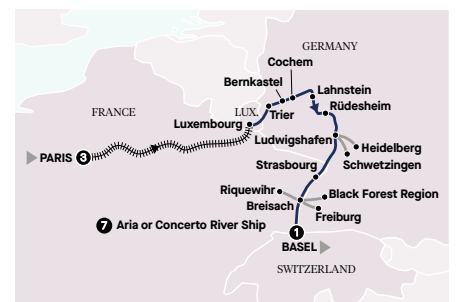 GERMANY
Cochem
Bernkastel
Lahnstein
Rüdesheim
FRANCE
LUX.
Trier
Luxembourg
Ludwigshafen
Heidelberg
Schwetzingen
PARIS 3
Strasbourg
Riquewihr
Black Forest Region
Breisach
Freiburg
7 Aria or Concerto River Ship
1
BASEL
SWITZERLAND